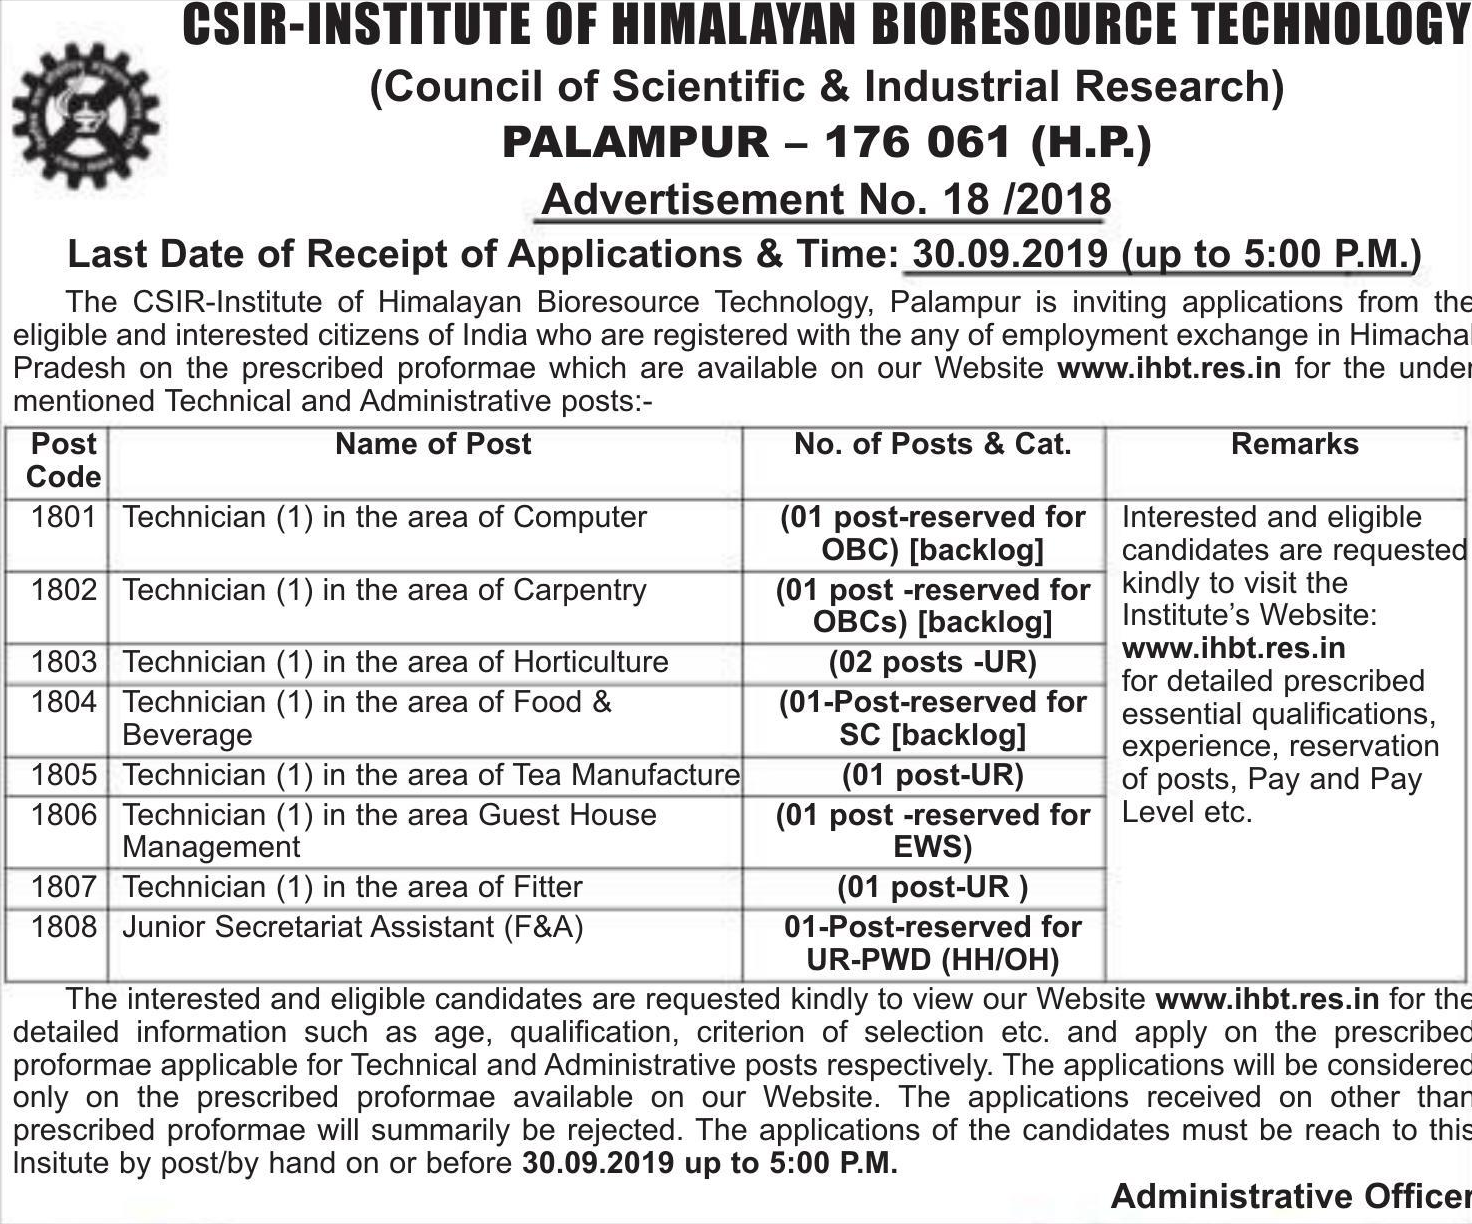 CSIR-INSTITUTE OF HIMALAYAN BIORESOURCE TECHNOLOGY
(Council of Scientific & Industrial Research)
PALAMPUR – 176 061 (H.P.)
Advertisement No. 18 /2018
Last Date of Receipt of Applications & Time: 30.09.2019 (up to 5:00 P.M.)
The CSIR-Institute of Himalayan Bioresource Technology, Palampur is inviting applications from the
eligible and interested citizens of India who are registered with the any of employment exchange in Himachal
Pradesh on the prescribed proformae which are available on our Website www.ihbt.res.in for the under
mentioned Technical and Administrative posts:-
Post Code Name of Post No. of Posts & Cat. Remarks
1801 Technician (1) in the area of Computer (01 post-reserved for
OBC) [backlog]
1802 Technician (1) in the area of Carpentry (01 post -reserved for
OBCs) [backlog]
1803 Technician (1) in the area of Horticulture (02 posts -UR)
1804 Technician (1) in the area of Food & Beverage (01-Post-reserved for
SC [backlog]
1805 Technician (1) in the area of Tea Manufacture (01 post-UR)
1806 Technician (1) in the area Guest House Management (01 post -reserved for
EWS)
1807 Technician (1) in the area of Fitter (01 post-UR )
1808 Junior Secretariat Assistant (F&A) 01-Post-reserved for
UR-PWD (HH/OH)
Interested and eligible
candidates are requested
kindly to visit the
Institute's Website:
www.ihbt.res.in
for detailed prescribed
essential qualifications,
experience, reservation
of posts, Pay and Pay
Level etc.
The interested and eligible candidates are requested kindly to view our Website www.ihbt.res.in for the
detailed information such as age, qualification, criterion of selection etc. and apply on the prescribed
proformae applicable for Technical and Administrative posts respectively. The applications will be considered
only on the prescribed proformae available on our Website. The applications received on other than
prescribed proformae will summarily be rejected. The applications of the candidates must be reach to this
Insitute by post/by hand on or before 30.09.2019 up to 5:00 P.M.
Administrative Officer